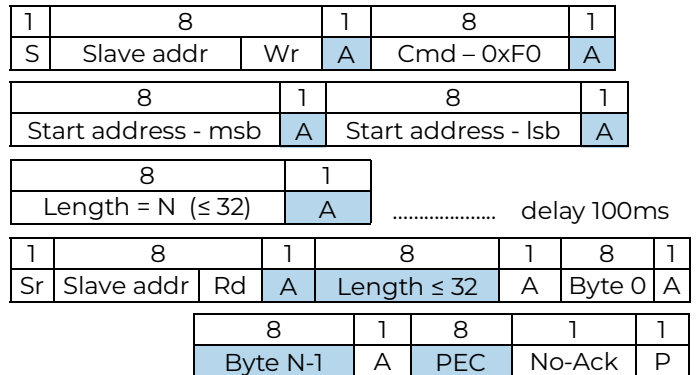 1 8 1 8 1
S Slave addr Wr A Cmd – 0xF0 A
8 1 8 1
Start address - msb A Start address - lsb A
8 1
Length = N (≤ 32) A .................... delay 100ms
1 8 1 8 1 8 1
Sr Slave addr Rd A Length ≤ 32 A Byte 0 A
8 1 8 1 1
Byte N-1 A PEC No-Ack P